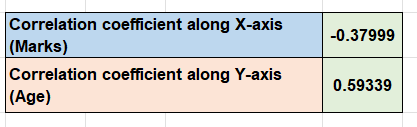 Correlation coefficient along X-axis
(Marks)
-0.37999
Correlation coefficient along Y-axis
(Age)
0.59339